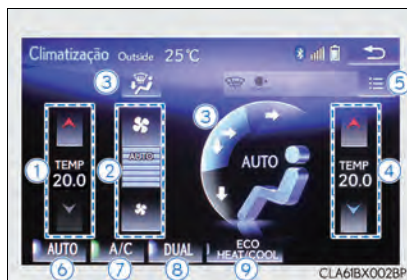 Climatização Outside 25℃
3
3
5
1
TEMP
20.0
2
AUTO
AUTO
TEMP
20.0
4
AUTO
A/C
DUAL
ECO
HEAT/COOL
6
7
8
9
CLA61BX002BP